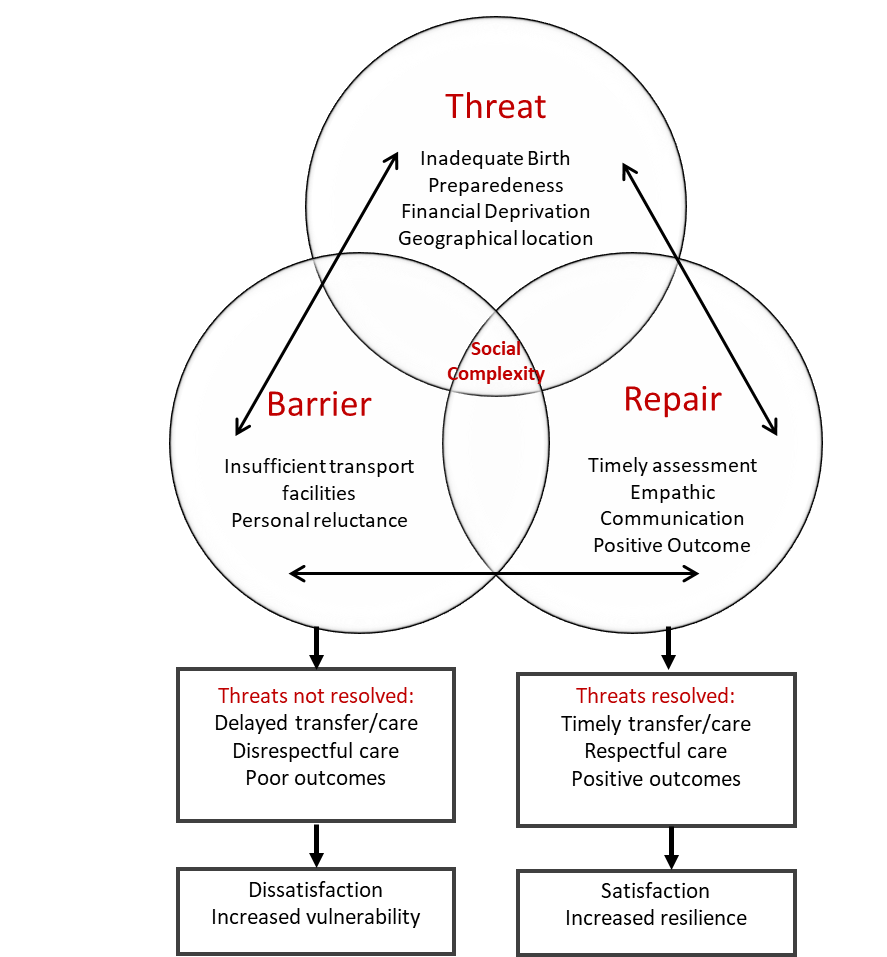 Threat
Inadequate Birth
Preparedeness
Financial Deprivation
Geographical location
Social
Complexity
Barrier
Insufficient transport
facilities
Personal reluctance
Repair
Timely assessment
Empathic
Communication
Positive Outcome
Threats not resolved:
Delayed transfer/care
Disrespectful care
Poor outcomes
Threats resolved:
Timely transfer/care
Respectful care
Positive outcomes
Dissatisfaction
Increased vulnerability
Satisfaction
Increased resilience